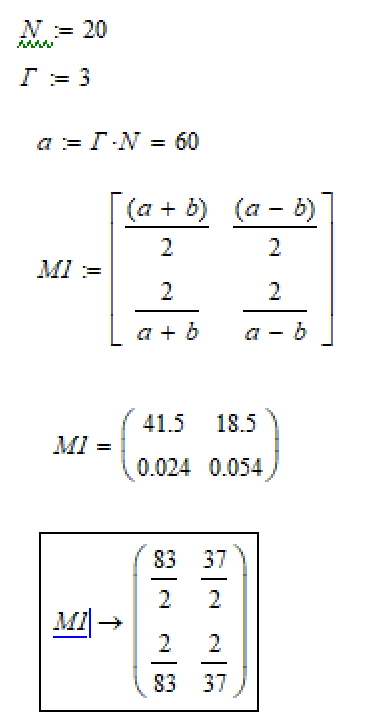 N := 20
Г := 3
a := Г·N = 60
M1 := [ (a + b)/2 (a − b)/2
2/(a + b) 2/(a − b) ]
M1 = ( 41.5 18.5
0.024 0.054 )
M1 → ( 83/2 37/2
2/83 2/37 )